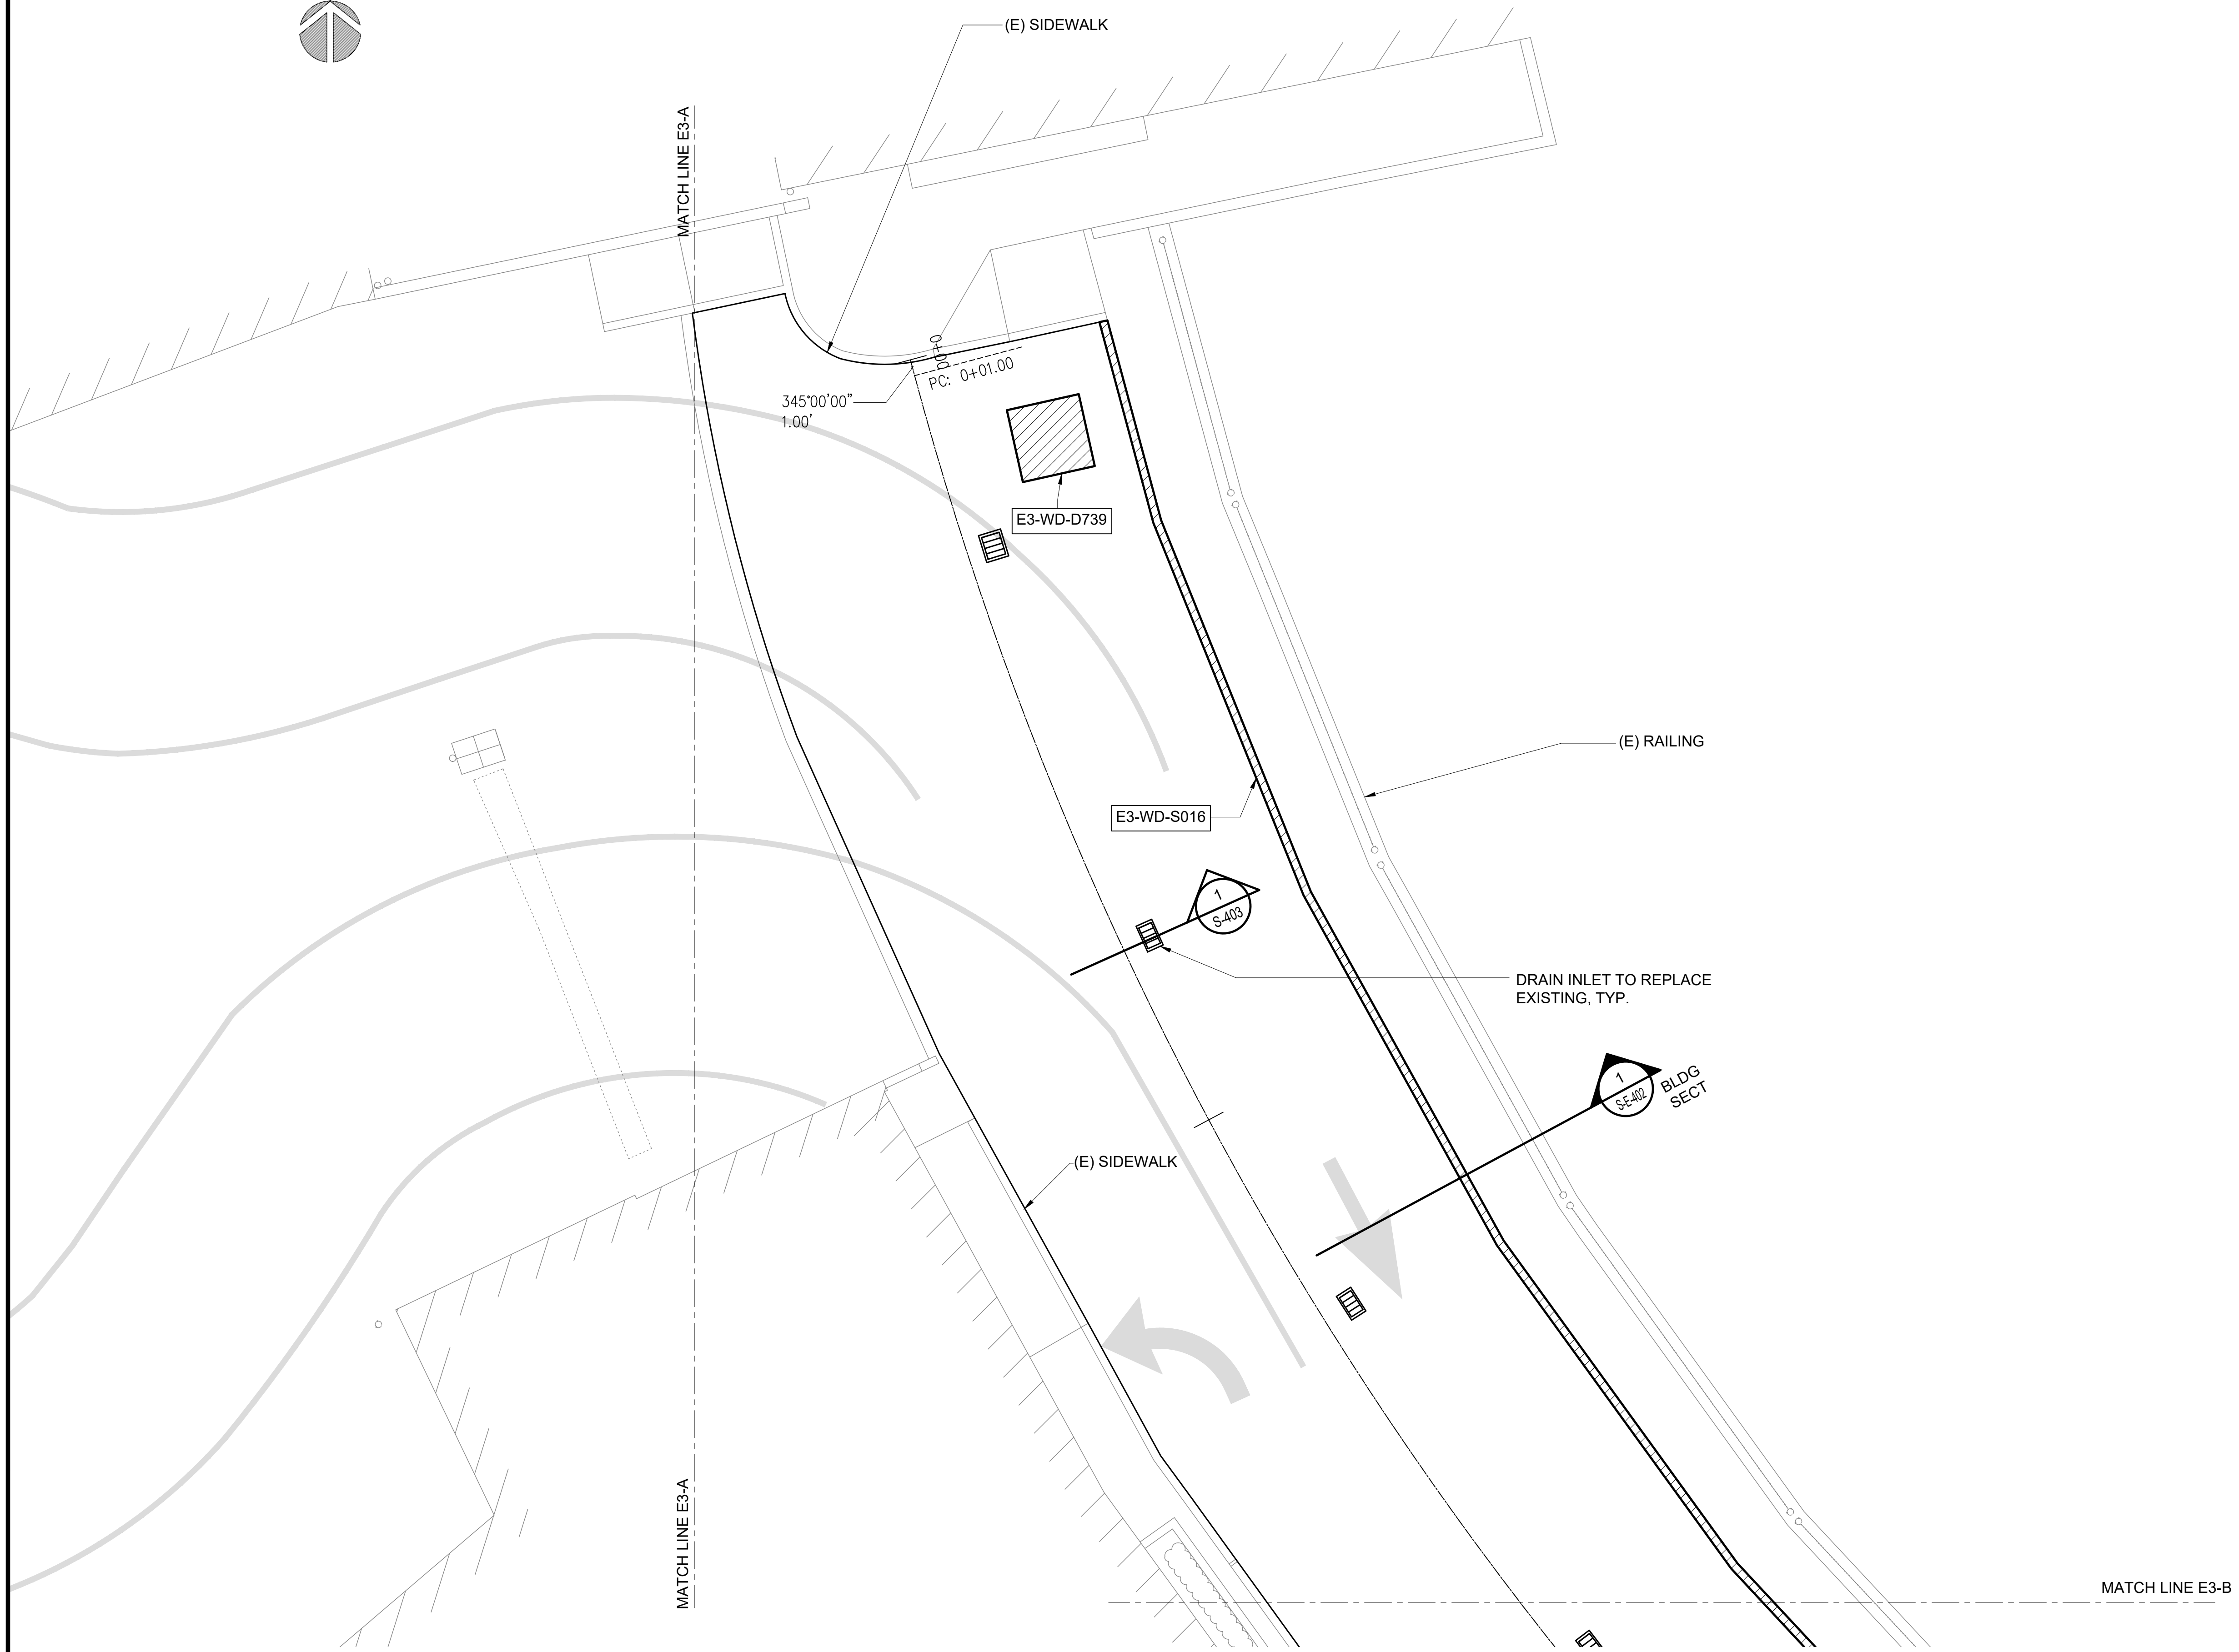 (E) SIDEWALK
MATCH LINE E3-A
0+00
PC: 0+01.00
345°00'00"
1.00'
E3-WD-D739
(E) RAILING
E3-WD-S016
1
S-403
DRAIN INLET TO REPLACE
EXISTING, TYP.
1
S-E-402
BLDG
SECT
(E) SIDEWALK
MATCH LINE E3-A
MATCH LINE E3-B